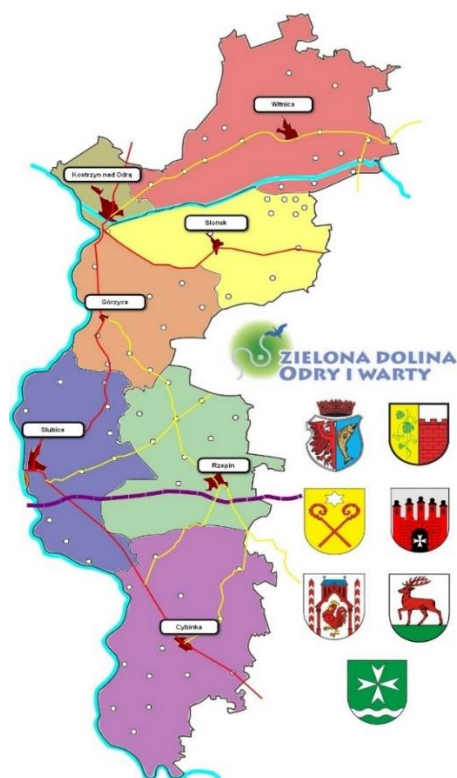 Witnica
Kostrzyn nad Odrą
Słońsk
Górzyca
ZIELONA DOLINA
ODRY I WARTY
Słubice
Rzepin
Cybinka